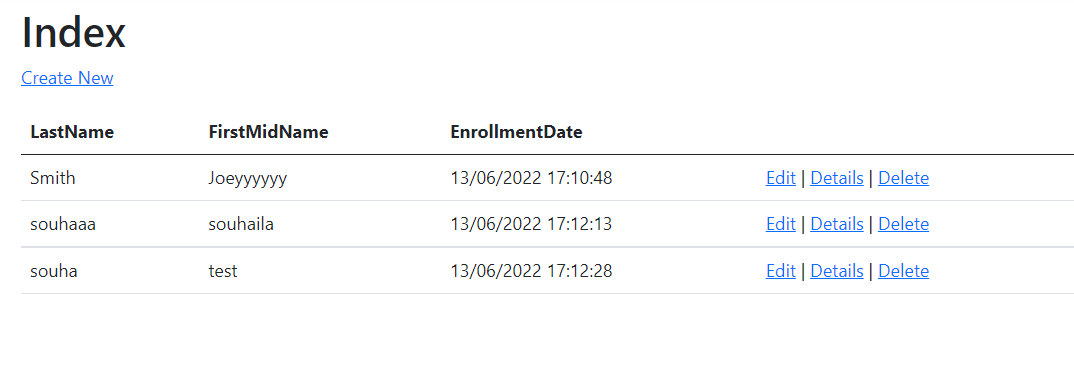 Index
Create New
LastName FirstMidName EnrollmentDate
Smith Joeyyyyyy 13/06/2022 17:10:48 Edit | Details | Delete
souhaaa souhaila 13/06/2022 17:12:13 Edit | Details | Delete
souha test 13/06/2022 17:12:28 Edit | Details | Delete